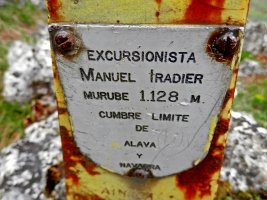 EXCURSIONISTA
MANUEL IRADIER
MURUBE 1.128 M.
CUMBRE LIMITE
DE
ALAVA
Y
NAVARRA